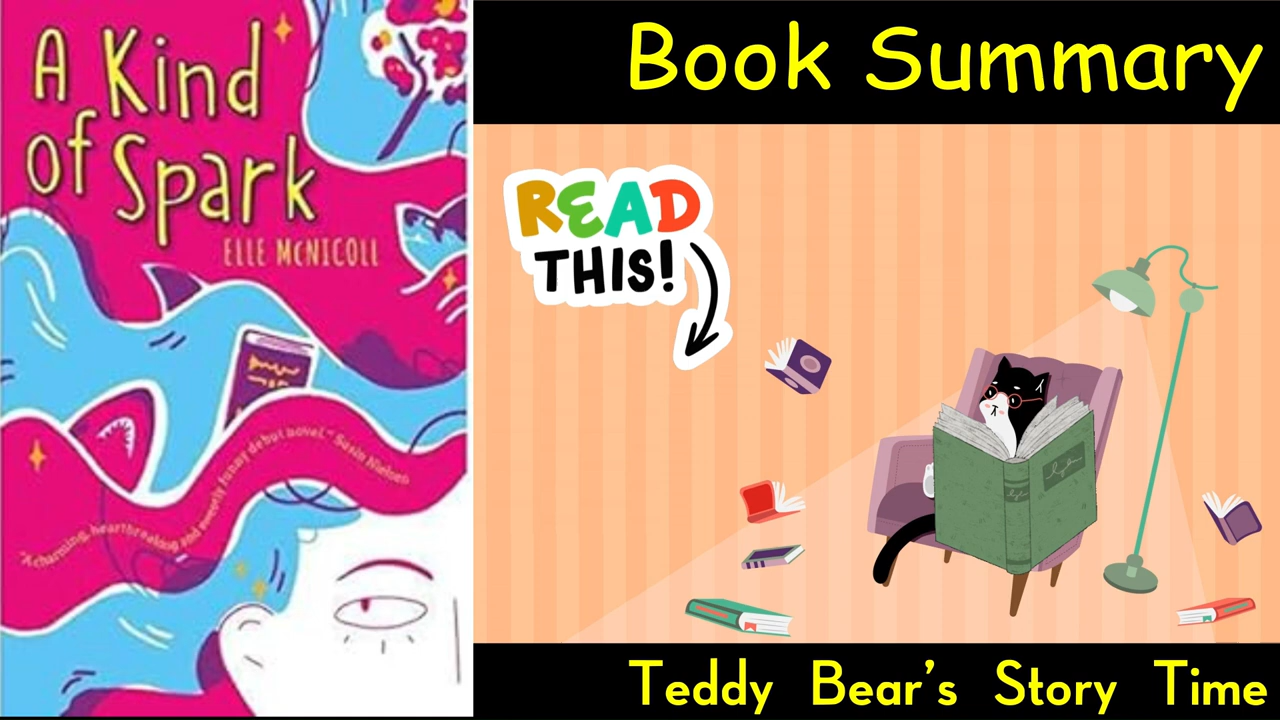 A Kind
of Spark
ELLE McNICOLL
"A charming, heartbreaking and sweetly funny debut novel." Susin Nielsen
Book Summary
READ
THIS!
Teddy Bear's Story Time